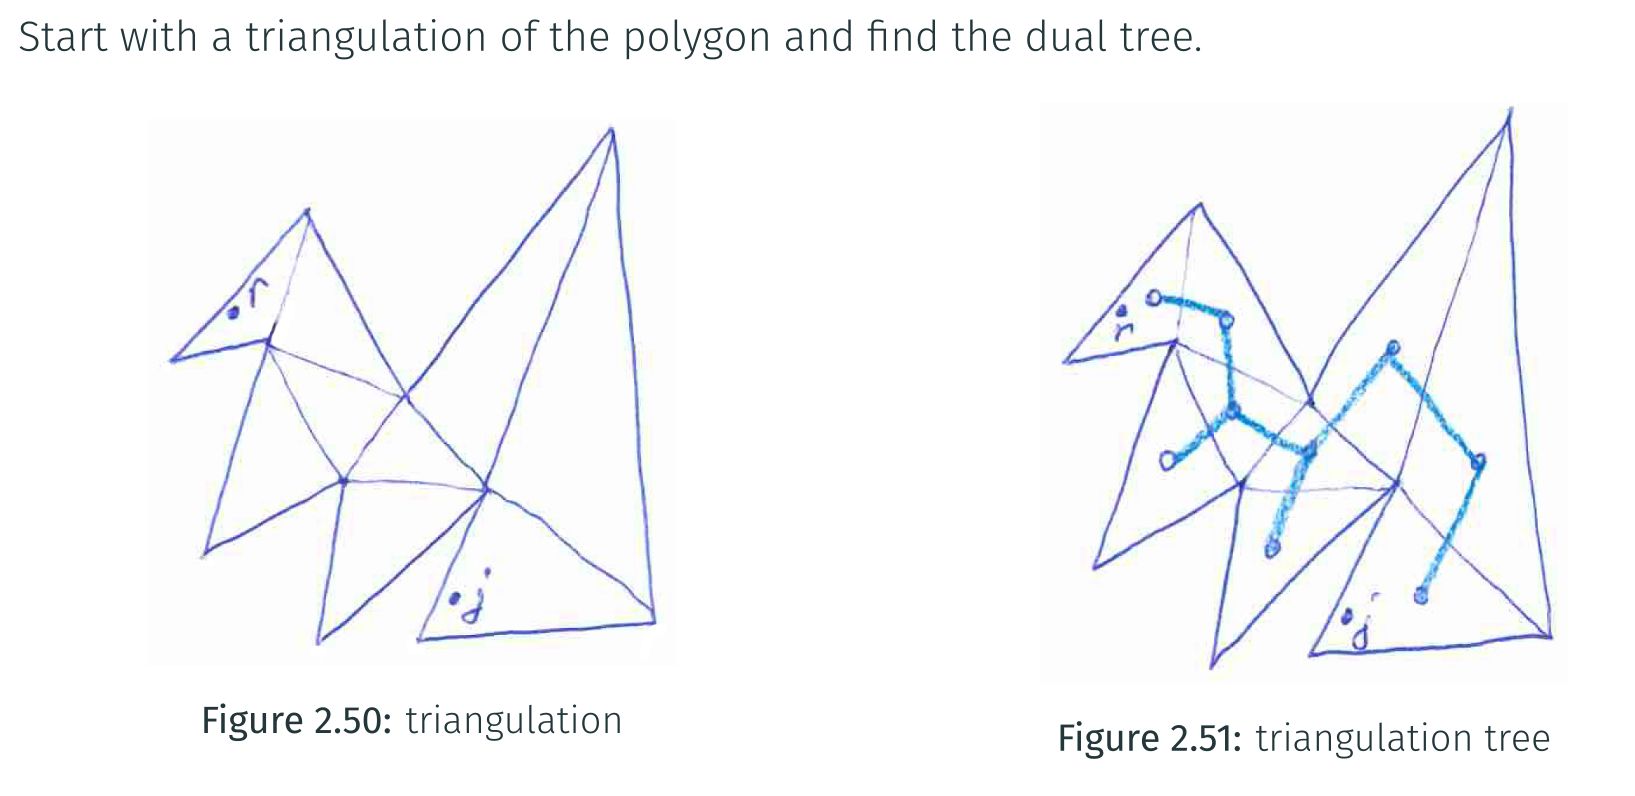 Start with a triangulation of the polygon and find the dual tree.
r
j
r
j
Figure 2.50: triangulation
Figure 2.51: triangulation tree